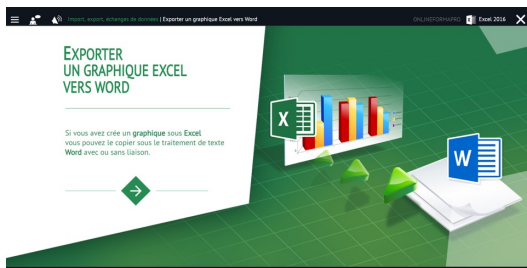 Import, export, échanges de données | Exporter un graphique Excel vers Word
ONLINEFORMAPRO
Excel 2016
EXPORTER
UN GRAPHIQUE EXCEL
VERS WORD
Si vous avez crée un graphique sous Excel
vous pouvez le copier sous le traitement de texte
Word avec ou sans liaison.
X
W